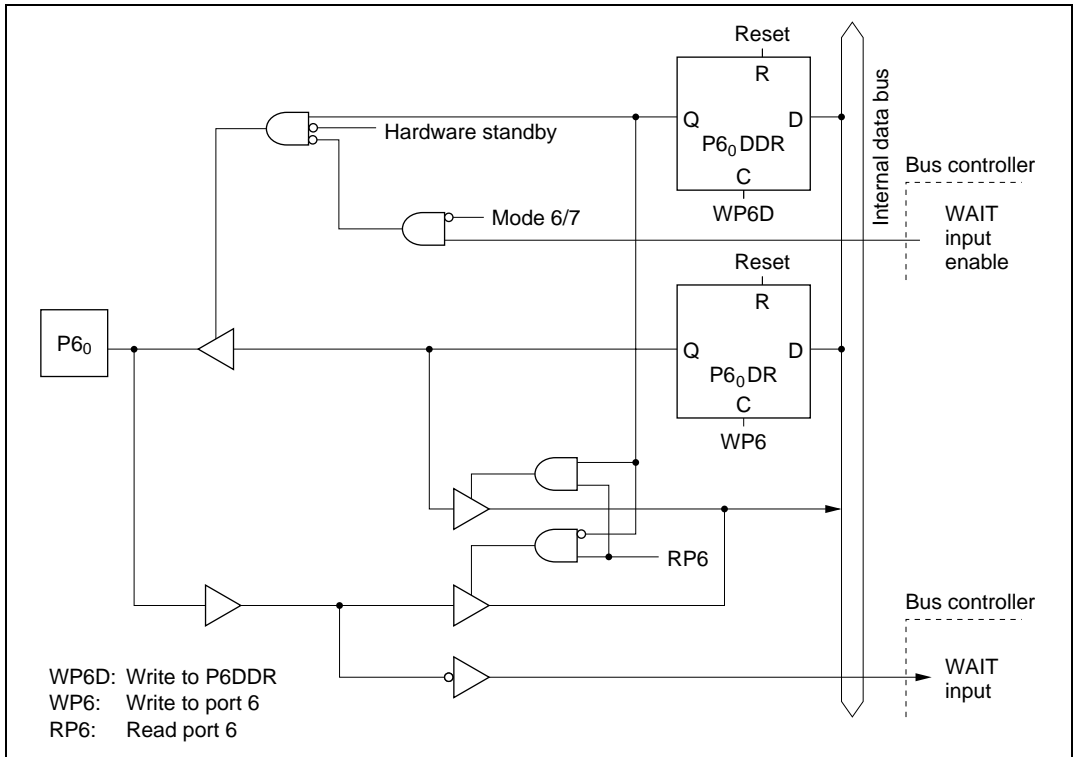 Reset
R
Q
D
P6₀DDR
C
WP6D
Hardware standby
Mode 6/7
Internal data bus
Bus controller
WAIT
input
enable
Reset
R
Q
D
P6₀DR
C
WP6
P6₀
RP6
Bus controller
WAIT
input
WP6D: Write to P6DDR
WP6: Write to port 6
RP6: Read port 6